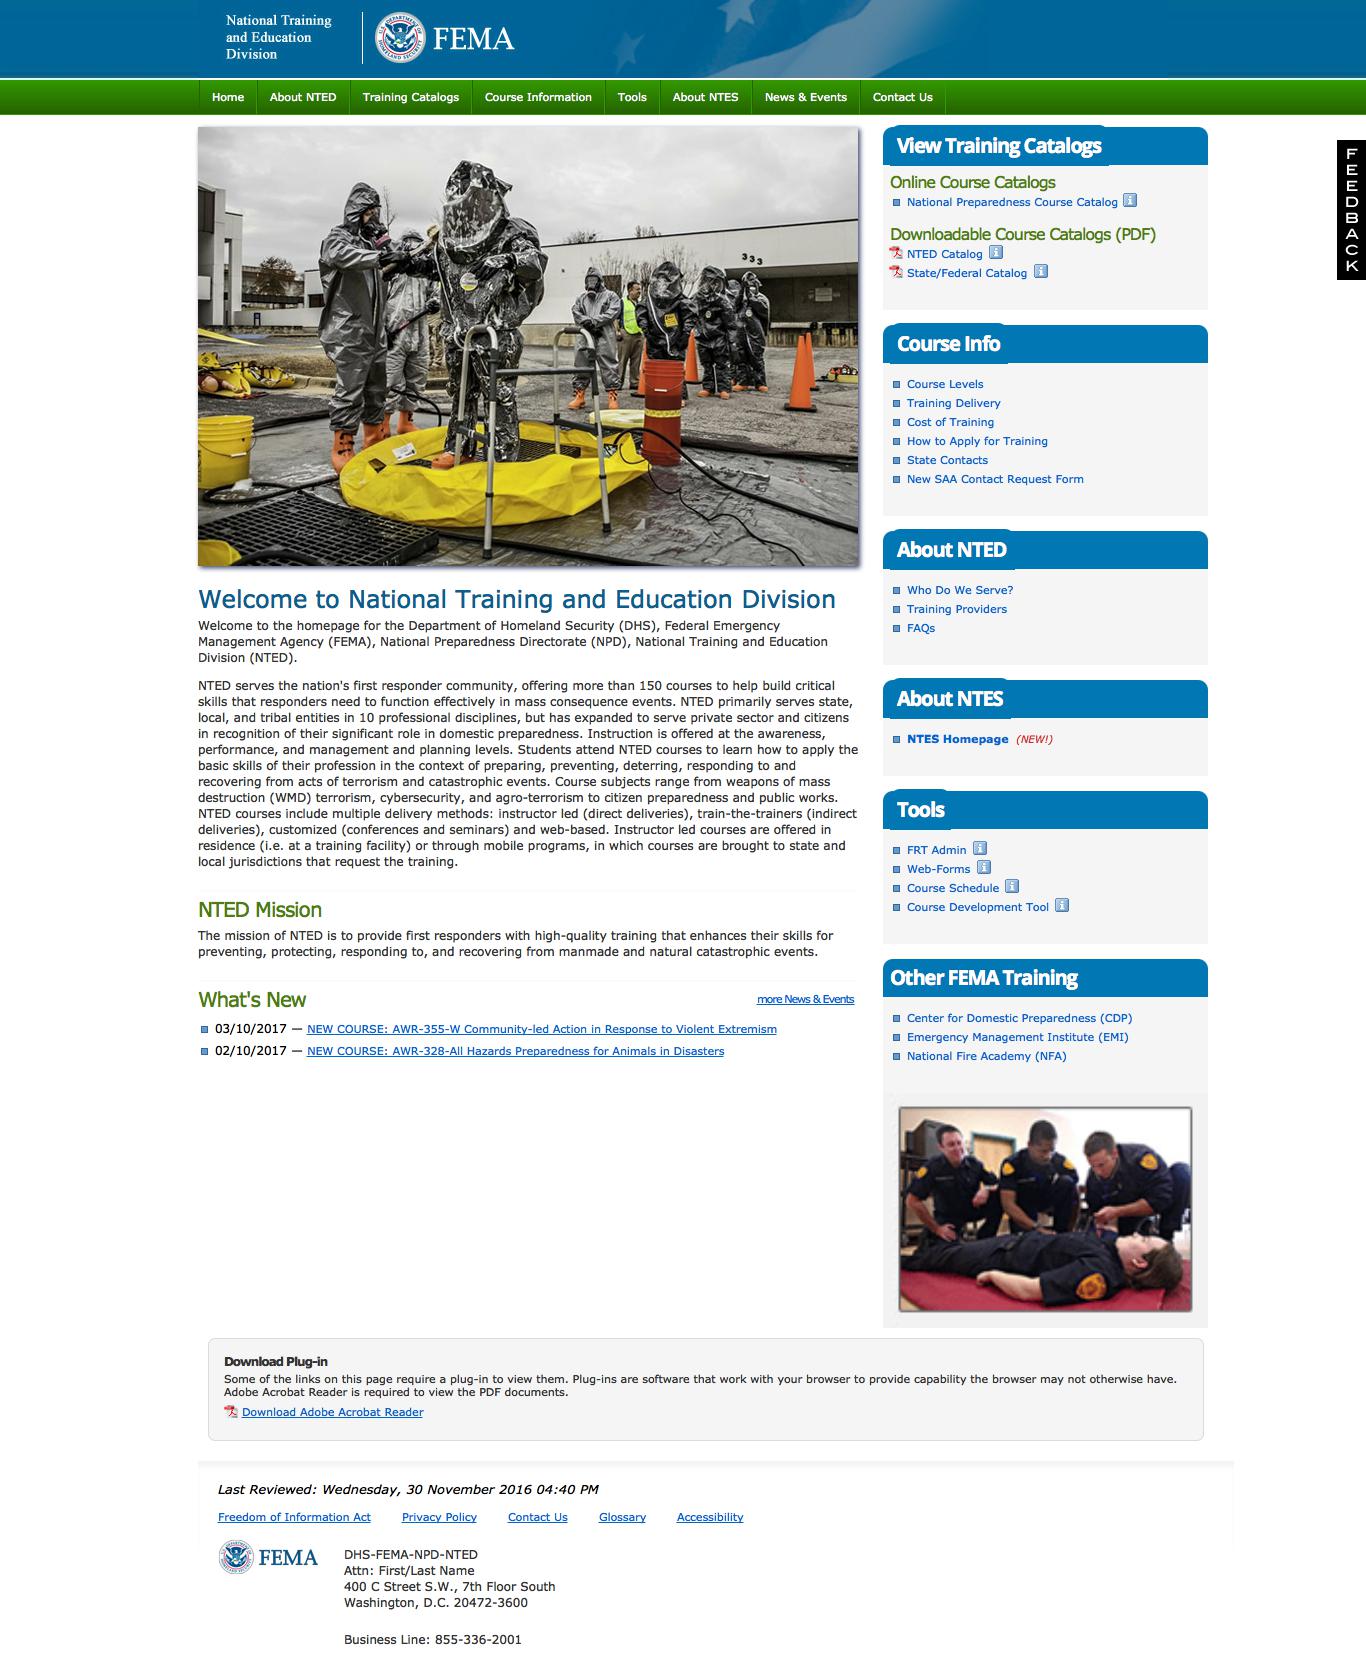 National Training
and Education
Division
FEMA
Home
About NTED
Training Catalogs
Course Information
Tools
About NTES
News & Events
Contact Us
FEEDBACK
333
Welcome to National Training and Education Division
Welcome to the homepage for the Department of Homeland Security (DHS), Federal Emergency
Management Agency (FEMA), National Preparedness Directorate (NPD), National Training and Education
Division (NTED).
NTED serves the nation's first responder community, offering more than 150 courses to help build critical
skills that responders need to function effectively in mass consequence events. NTED primarily serves state,
local, and tribal entities in 10 professional disciplines, but has expanded to serve private sector and citizens
in recognition of their significant role in domestic preparedness. Instruction is offered at the awareness,
performance, and management and planning levels. Students attend NTED courses to learn how to apply the
basic skills of their profession in the context of preparing, preventing, deterring, responding to and
recovering from acts of terrorism and catastrophic events. Course subjects range from weapons of mass
destruction (WMD) terrorism, cybersecurity, and agro-terrorism to citizen preparedness and public works.
NTED courses include multiple delivery methods: instructor led (direct deliveries), train-the-trainers (indirect
deliveries), customized (conferences and seminars) and web-based. Instructor led courses are offered in
residence (i.e. at a training facility) or through mobile programs, in which courses are brought to state and
local jurisdictions that request the training.
NTED Mission
The mission of NTED is to provide first responders with high-quality training that enhances their skills for
preventing, protecting, responding to, and recovering from manmade and natural catastrophic events.
What's New
more News & Events
03/10/2017 — NEW COURSE: AWR-355-W Community-led Action in Response to Violent Extremism
02/10/2017 — NEW COURSE: AWR-328-All Hazards Preparedness for Animals in Disasters
View Training Catalogs
Online Course Catalogs
National Preparedness Course Catalog
Downloadable Course Catalogs (PDF)
NTED Catalog
State/Federal Catalog
Course Info
Course Levels
Training Delivery
Cost of Training
How to Apply for Training
State Contacts
New SAA Contact Request Form
About NTED
Who Do We Serve?
Training Providers
FAQs
About NTES
NTES Homepage (NEW!)
Tools
FRT Admin
Web-Forms
Course Schedule
Course Development Tool
Other FEMA Training
Center for Domestic Preparedness (CDP)
Emergency Management Institute (EMI)
National Fire Academy (NFA)
Download Plug-in
Some of the links on this page require a plug-in to view them. Plug-ins are software that work with your browser to provide capability the browser may not otherwise have.
Adobe Acrobat Reader is required to view the PDF documents.
Download Adobe Acrobat Reader
Last Reviewed: Wednesday, 30 November 2016 04:40 PM
Freedom of Information Act
Privacy Policy
Contact Us
Glossary
Accessibility
FEMA
DHS-FEMA-NPD-NTED
Attn: First/Last Name
400 C Street S.W., 7th Floor South
Washington, D.C. 20472-3600
Business Line: 855-336-2001